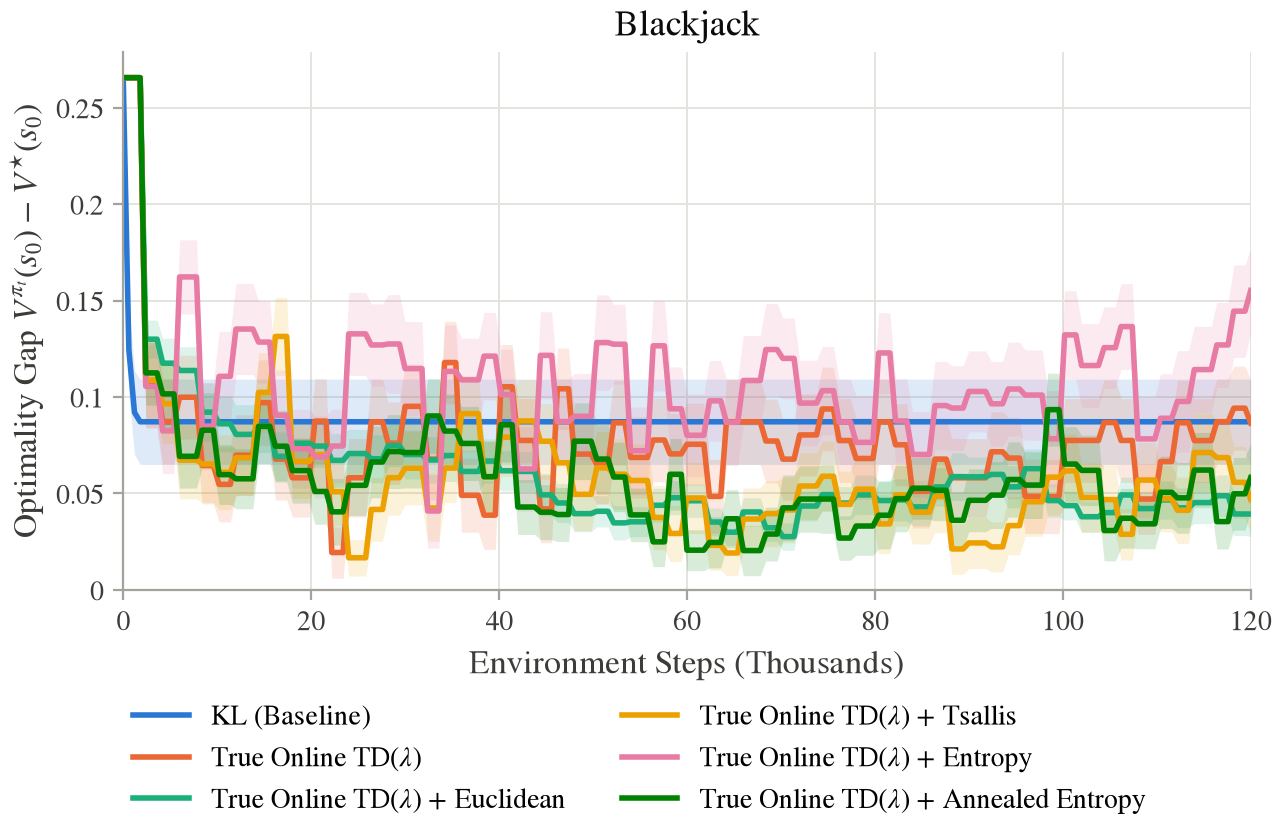 Blackjack
Optimality Gap $V^{\pi_t}(s_0) - V^{\star}(s_0)$
0.25
0.2
0.15
0.1
0.05
0
0 20 40 60 80 100 120
Environment Steps (Thousands)
KL (Baseline)
True Online TD(λ)
True Online TD(λ) + Euclidean
True Online TD(λ) + Tsallis
True Online TD(λ) + Entropy
True Online TD(λ) + Annealed Entropy